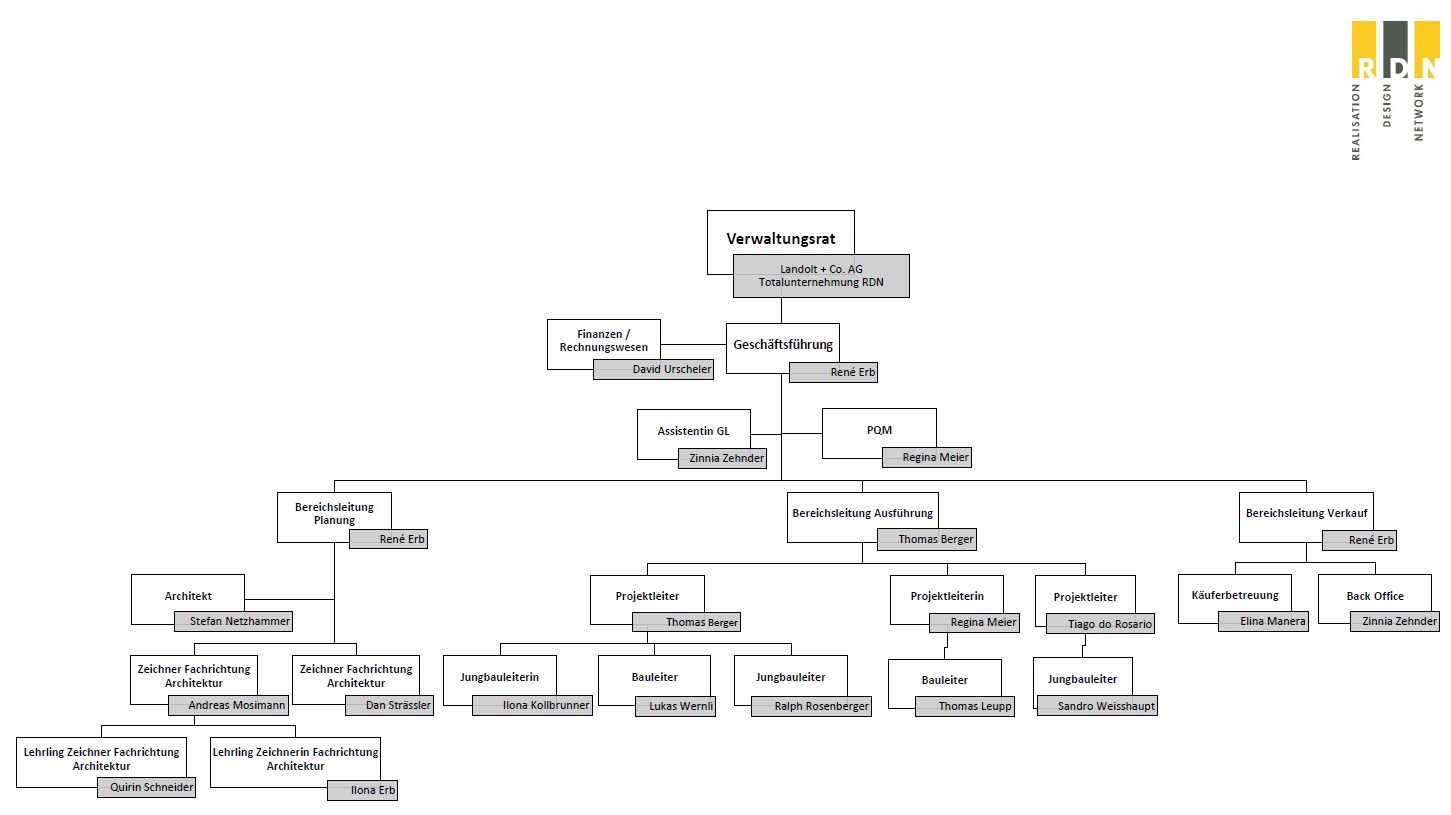 R D N
REALISATION
DESIGN
NETWORK
Verwaltungsrat
Landolt + Co. AG
Totalunternehmung RDN
Finanzen /
Rechnungswesen
David Urscheler
Geschäftsführung
René Erb
Assistentin GL
Zinnia Zehnder
PQM
Regina Meier
Bereichsleitung
Planung
René Erb
Bereichsleitung Ausführung
Thomas Berger
Bereichsleitung Verkauf
René Erb
Architekt
Stefan Netzhammer
Projektleiter
Thomas Berger
Projektleiterin
Regina Meier
Projektleiter
Tiago do Rosario
Käuferbetreuung
Elina Manera
Back Office
Zinnia Zehnder
Zeichner Fachrichtung
Architektur
Andreas Mosimann
Zeichner Fachrichtung
Architektur
Dan Strässler
Jungbauleiterin
Ilona Kollbrunner
Bauleiter
Lukas Wernli
Jungbauleiter
Ralph Rosenberger
Bauleiter
Thomas Leupp
Jungbauleiter
Sandro Weisshaupt
Lehrling Zeichner Fachrichtung
Architektur
Quirin Schneider
Lehrling Zeichnerin Fachrichtung
Architektur
Ilona Erb